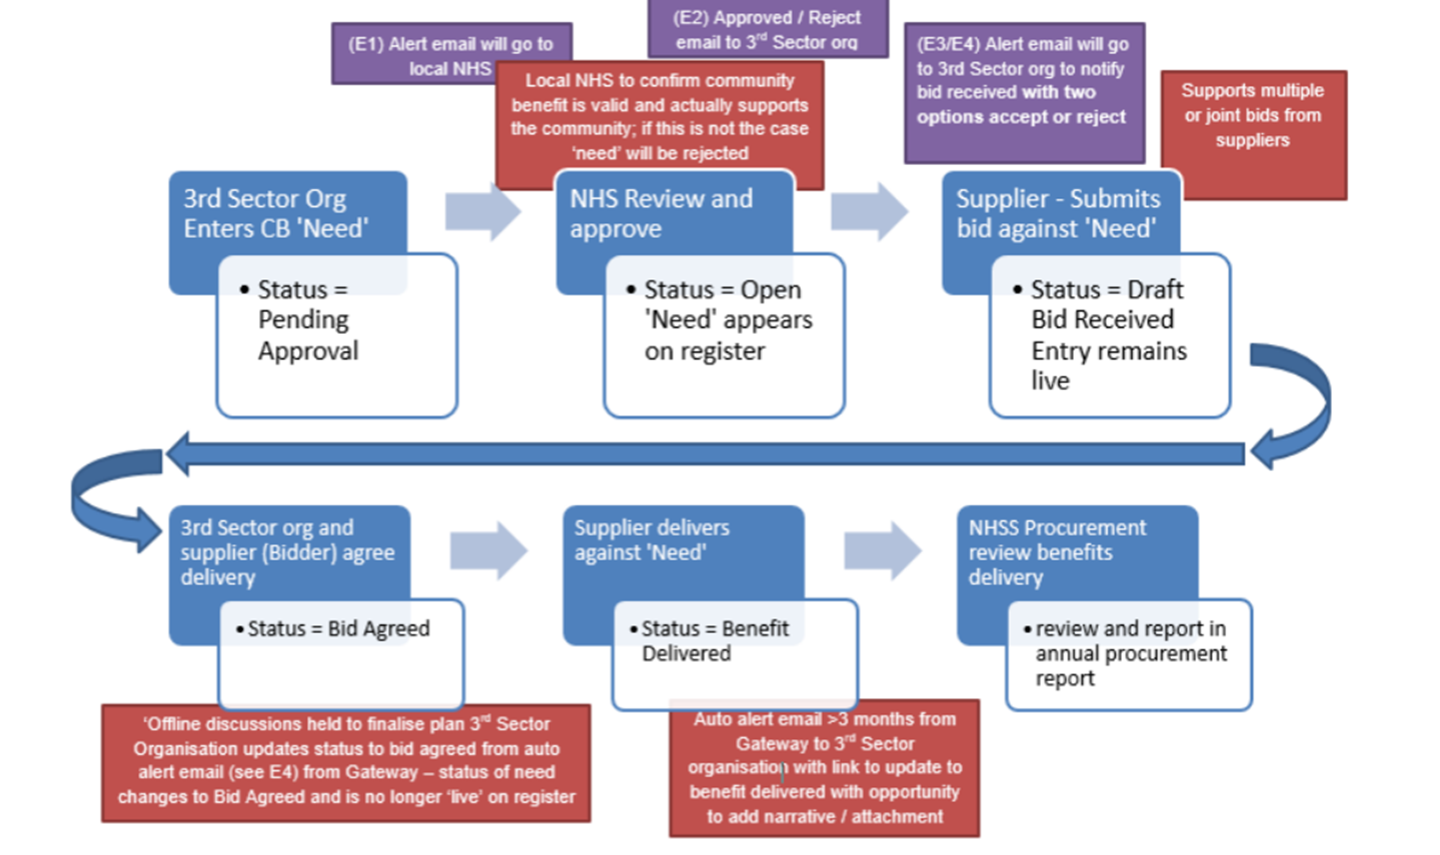 (E1) Alert email will go to
local NHS
(E2) Approved / Reject
email to 3rd Sector org
(E3/E4) Alert email will go
to 3rd Sector org to notify
bid received with two
options accept or reject
Local NHS to confirm community
benefit is valid and actually supports
the community; if this is not the case
'need' will be rejected
Supports multiple
or joint bids from
suppliers
3rd Sector Org
Enters CB 'Need'
• Status =
Pending
Approval
NHS Review and
approve
• Status = Open
'Need' appears
on register
Supplier - Submits
bid against 'Need'
• Status = Draft
Bid Received
Entry remains
live
3rd Sector org and
supplier (Bidder) agree
delivery
• Status = Bid Agreed
Supplier delivers
against 'Need'
• Status = Benefit
Delivered
NHSS Procurement
review benefits
delivery
• review and report in
annual procurement
report
'Offline discussions held to finalise plan 3rd Sector
Organisation updates status to bid agreed from auto
alert email (see E4) from Gateway – status of need
changes to Bid Agreed and is no longer 'live' on register
Auto alert email >3 months from
Gateway to 3rd Sector
organisation with link to update to
benefit delivered with opportunity
to add narrative / attachment